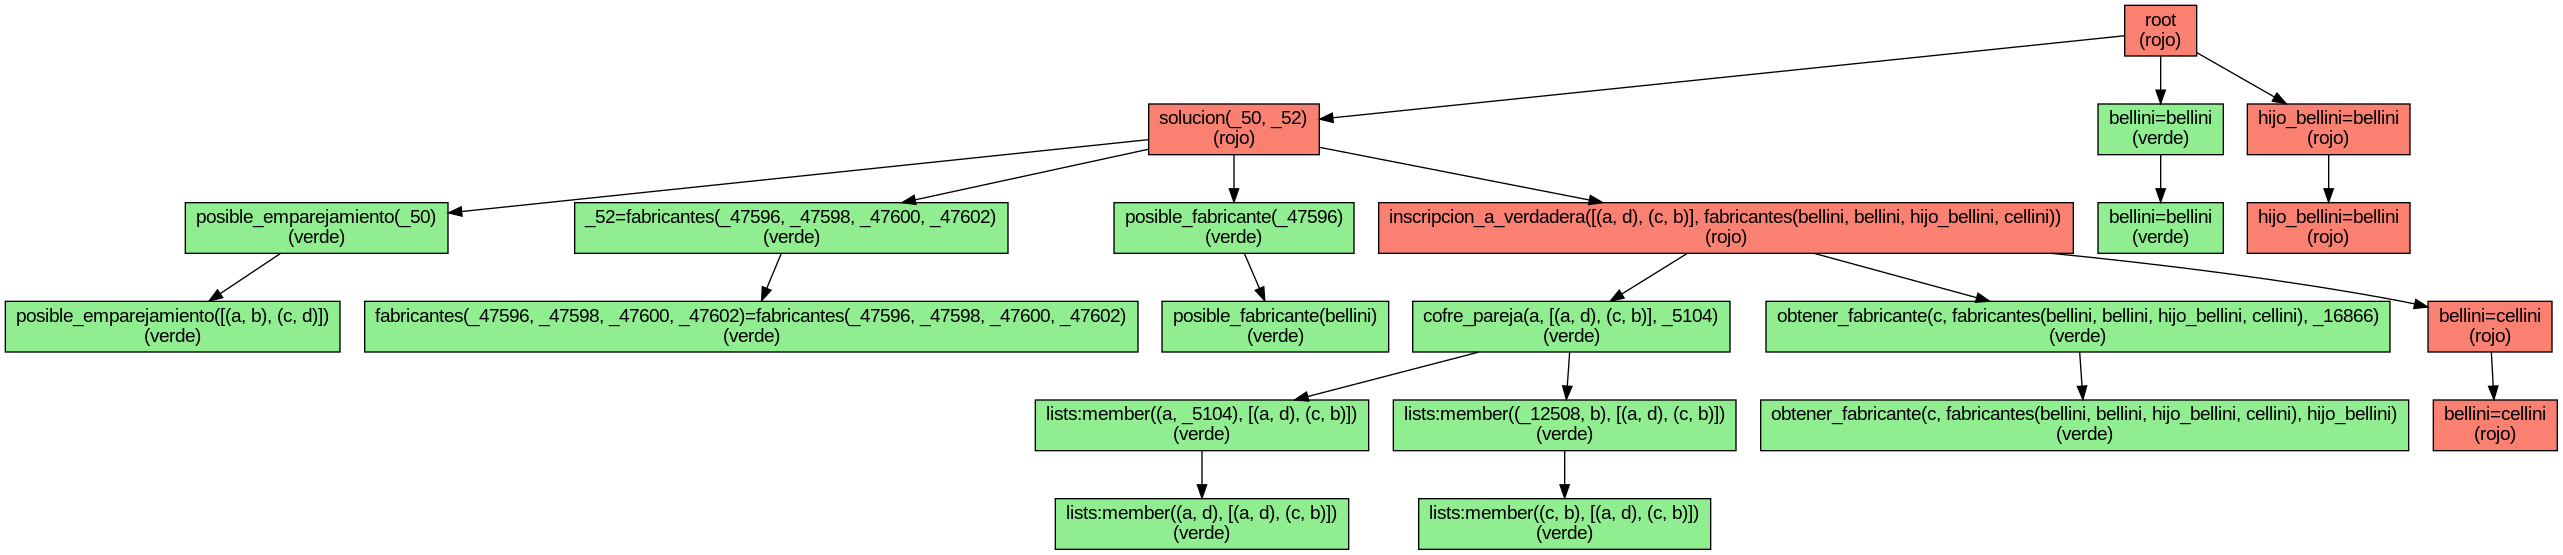 root
(rojo)
solucion(_50, _52)
(rojo)
bellini=bellini
(verde)
hijo_bellini=bellini
(rojo)
posible_emparejamiento(_50)
(verde)
_52=fabricantes(_47596, _47598, _47600, _47602)
(verde)
posible_fabricante(_47596)
(verde)
inscripcion_a_verdadera([(a, d), (c, b)], fabricantes(bellini, bellini, hijo_bellini, cellini))
(rojo)
bellini=bellini
(verde)
hijo_bellini=bellini
(rojo)
posible_emparejamiento([(a, b), (c, d)])
(verde)
fabricantes(_47596, _47598, _47600, _47602)=fabricantes(_47596, _47598, _47600, _47602)
(verde)
posible_fabricante(bellini)
(verde)
cofre_pareja(a, [(a, d), (c, b)], _5104)
(verde)
obtener_fabricante(c, fabricantes(bellini, bellini, hijo_bellini, cellini), _16866)
(verde)
bellini=cellini
(rojo)
lists:member((a, _5104), [(a, d), (c, b)])
(verde)
lists:member((_12508, b), [(a, d), (c, b)])
(verde)
obtener_fabricante(c, fabricantes(bellini, bellini, hijo_bellini, cellini), hijo_bellini)
(verde)
bellini=cellini
(rojo)
lists:member((a, d), [(a, d), (c, b)])
(verde)
lists:member((c, b), [(a, d), (c, b)])
(verde)